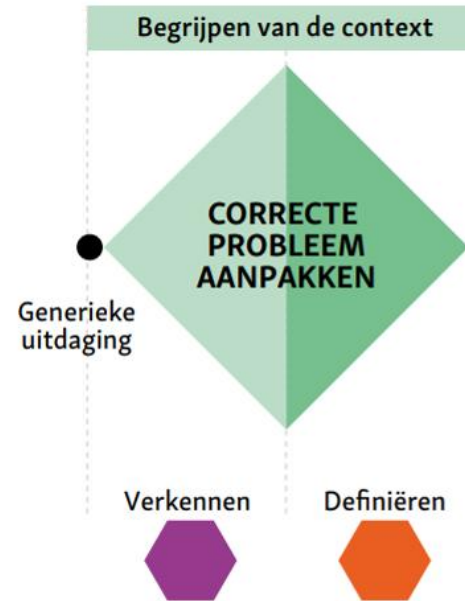 Begrijpen van de context
CORRECTE
PROBLEEM
AANPAKKEN
Generieke
uitdaging
Verkennen
Definiëren